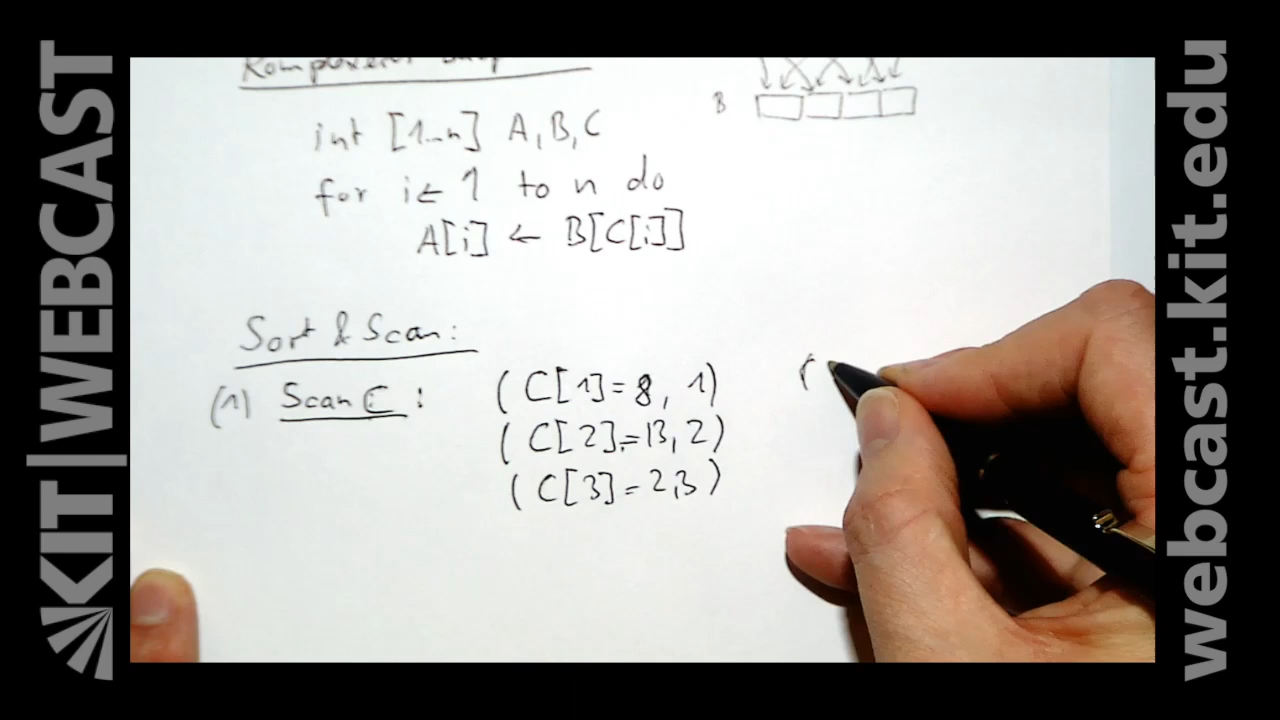 KIT | WEBCAST
B
int [1..n] A, B, C
for i ← 1 to n do
A[i] ← B[C[i]]
Sort & Scan:
(1) Scan C :
( C[1] = 8, 1)
( C[2] = 13, 2)
( C[3] = 2, 3)
(
webcast.kit.edu